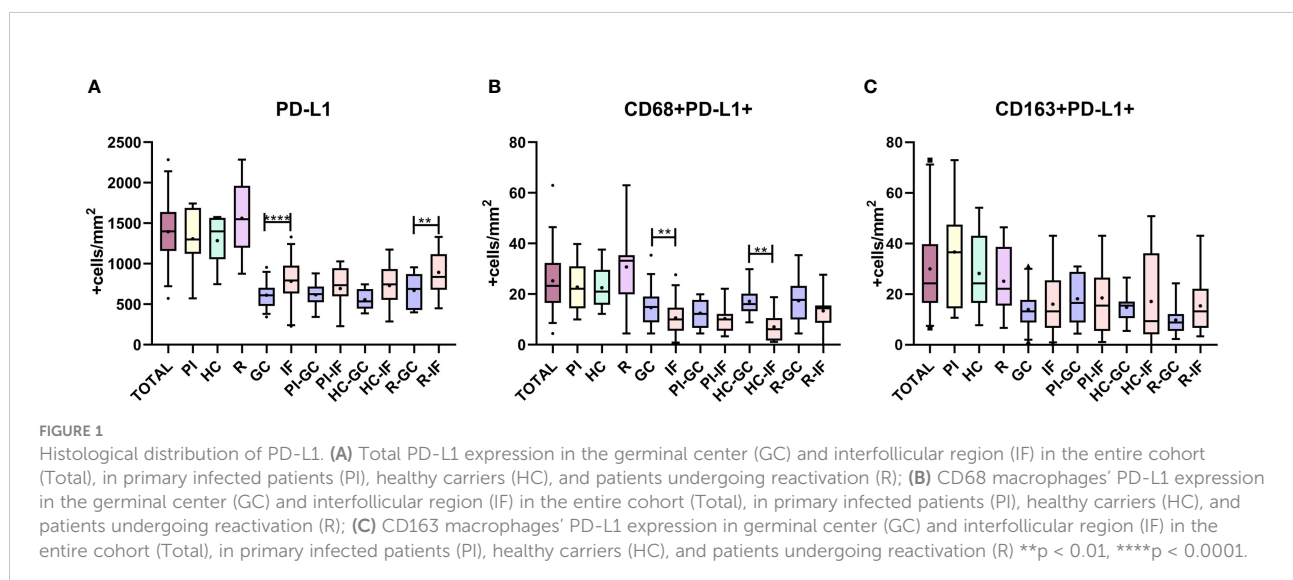 A
PD-L1
+cells/mm²
2500
2000
1500
1000
500
0
****
**
TOTAL
PI
HC
R
GC
IF
PI-GC
PI-IF
HC-GC
HC-IF
R-GC
R-IF
B
CD68+PD-L1+
+cells/mm²
80
60
40
20
0
**
**
TOTAL
PI
HC
R
GC
IF
PI-GC
PI-IF
HC-GC
HC-IF
R-GC
R-IF
C
CD163+PD-L1+
+cells/mm²
80
60
40
20
0
TOTAL
PI
HC
R
GC
IF
PI-GC
PI-IF
HC-GC
HC-IF
R-GC
R-IF
FIGURE 1
Histological distribution of PD-L1. (A) Total PD-L1 expression in the germinal center (GC) and interfollicular region (IF) in the entire cohort
(Total), in primary infected patients (PI), healthy carriers (HC), and patients undergoing reactivation (R); (B) CD68 macrophages’ PD-L1 expression
in the germinal center (GC) and interfollicular region (IF) in the entire cohort (Total), in primary infected patients (PI), healthy carriers (HC), and
patients undergoing reactivation (R); (C) CD163 macrophages’ PD-L1 expression in germinal center (GC) and interfollicular region (IF) in the
entire cohort (Total), in primary infected patients (PI), healthy carriers (HC), and patients undergoing reactivation (R) **p < 0.01, ****p < 0.0001.